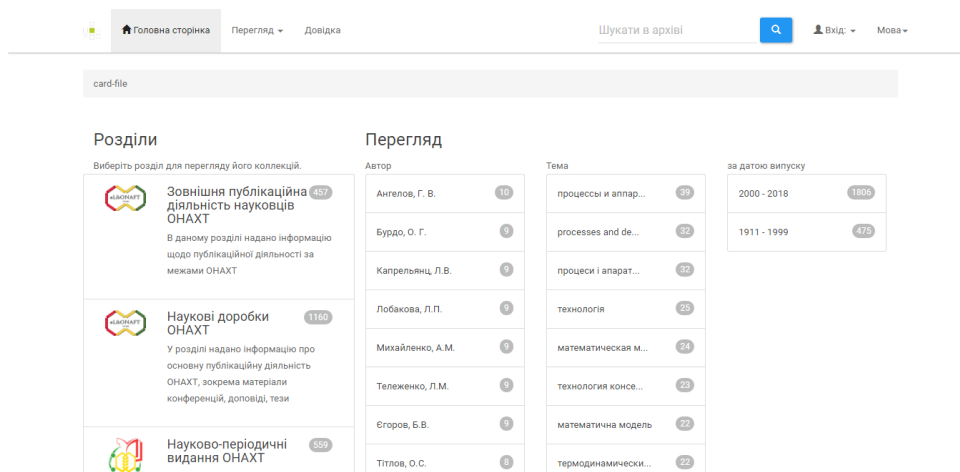 Головна сторінка Перегляд Довідка Шукати в архіві Вхід: Мова
card-file
Розділи
Виберіть розділ для перегляду його коллекцій.
Зовнішня публікаційна 457
діяльність науковців
ОНАХТ
В даному розділі надано інформацію
щодо публікаційної діяльності за
межами ОНАХТ
Наукові доробки 1160
ОНАХТ
У розділі надано інформацію про
основну публікаційну діяльність
ОНАХТ, зокрема матеріали
конференцій, доповіді, тези
Науково-періодичні 559
видання ОНАХТ
Перегляд
Автор
Ангелов, Г. В. 10
Бурдо, О. Г. 9
Капрельянц, Л.В. 9
Лобакова, Л.П. 9
Михайленко, А.М. 9
Тележенко, Л.М. 9
Єгоров, Б.В. 9
Тітлов, О.С. 8
Тема
процессы и аппар... 39
processes and de... 32
процеси і апарат... 32
технологія 25
математическая м... 24
технология консе... 23
математична модель 22
термодинамически... 22
за датою випуску
2000 - 2018 1806
1911 - 1999 475